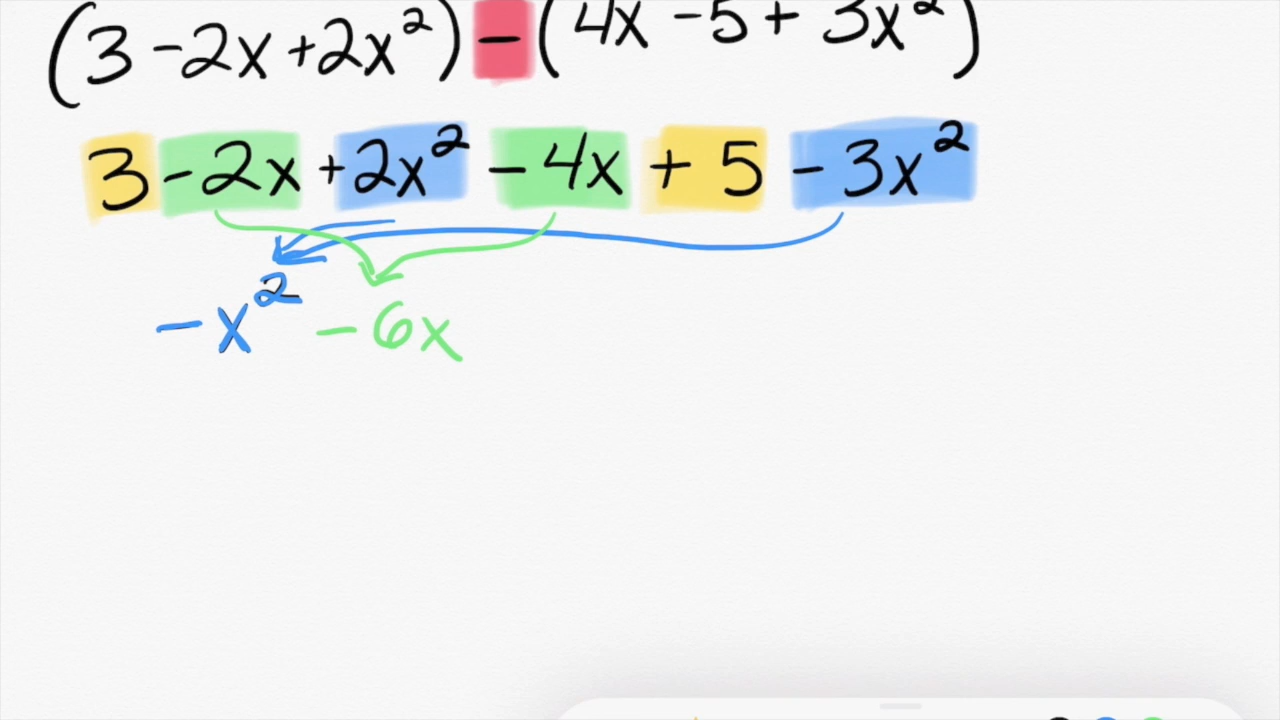 (3 - 2x + 2x²) - (4x - 5 + 3x²)
3 - 2x + 2x² - 4x + 5 - 3x²
- x² - 6x